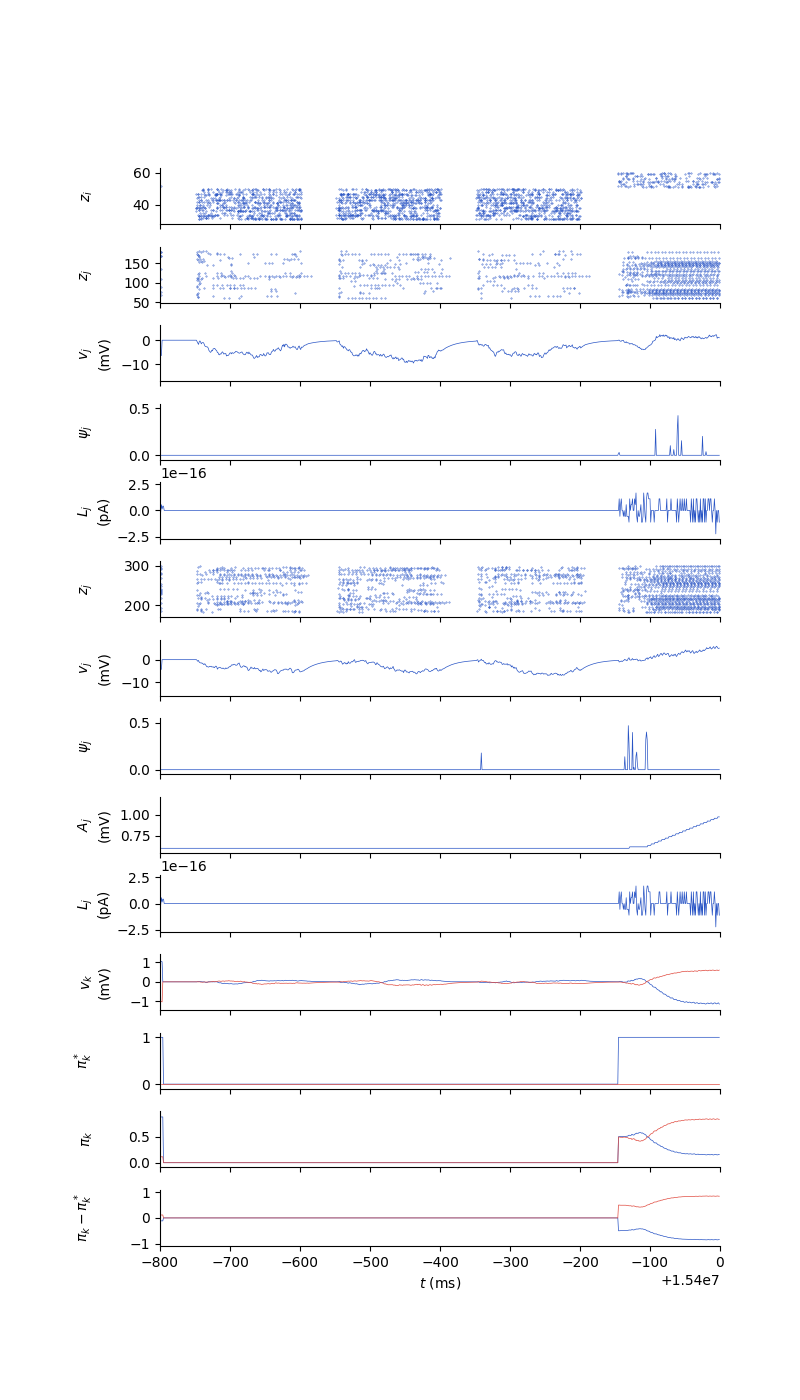 60
40
z_i
150
100
50
z_j
0
−10
v_j
(mV)
0.5
0.0
ψ_j
1e−16
2.5
0.0
−2.5
L_j
(pA)
300
200
z_j
0
−10
v_j
(mV)
0.5
0.0
ψ_j
1.00
0.75
A_j
(mV)
1e−16
2.5
0.0
−2.5
L_j
(pA)
1
0
−1
v_k
(mV)
1
0
π_k^*
0.5
0.0
π_k
1
0
−1
π_k − π_k^*
−800 −700 −600 −500 −400 −300 −200 −100 0
t (ms)
+1.54e7